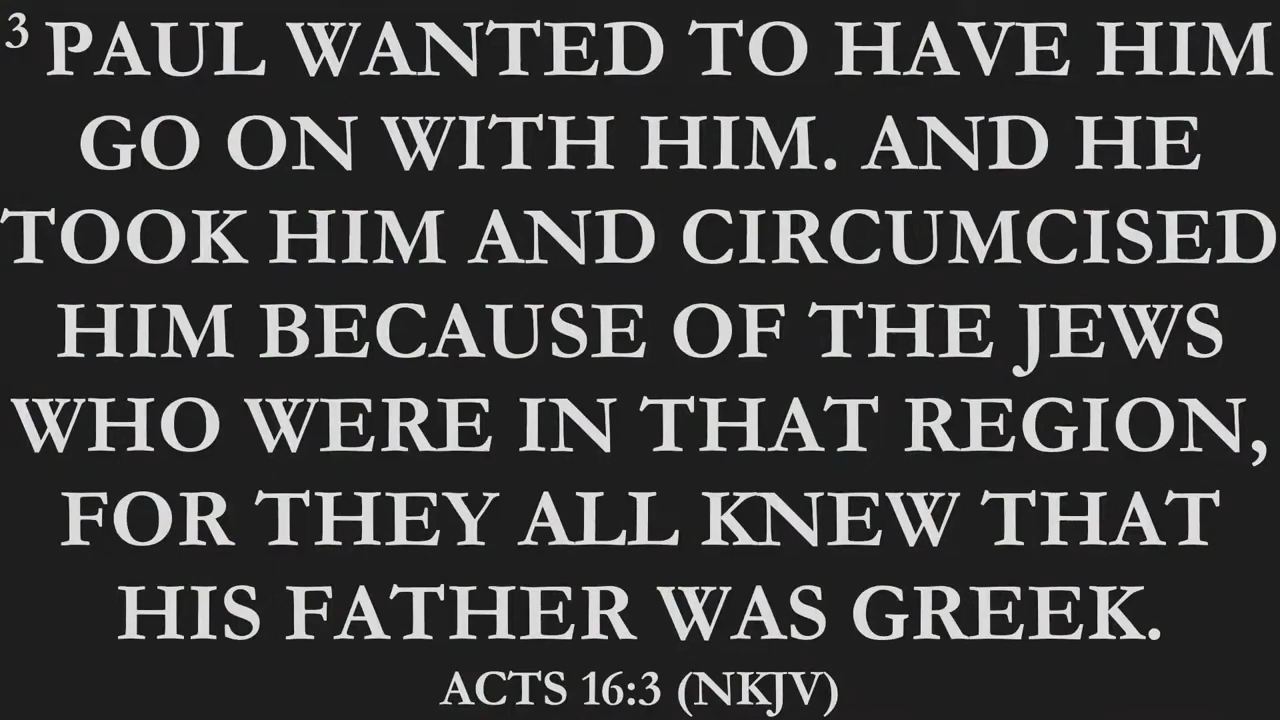 3 PAUL WANTED TO HAVE HIM
GO ON WITH HIM. AND HE
TOOK HIM AND CIRCUMCISED
HIM BECAUSE OF THE JEWS
WHO WERE IN THAT REGION,
FOR THEY ALL KNEW THAT
HIS FATHER WAS GREEK.
ACTS 16:3 (NKJV)